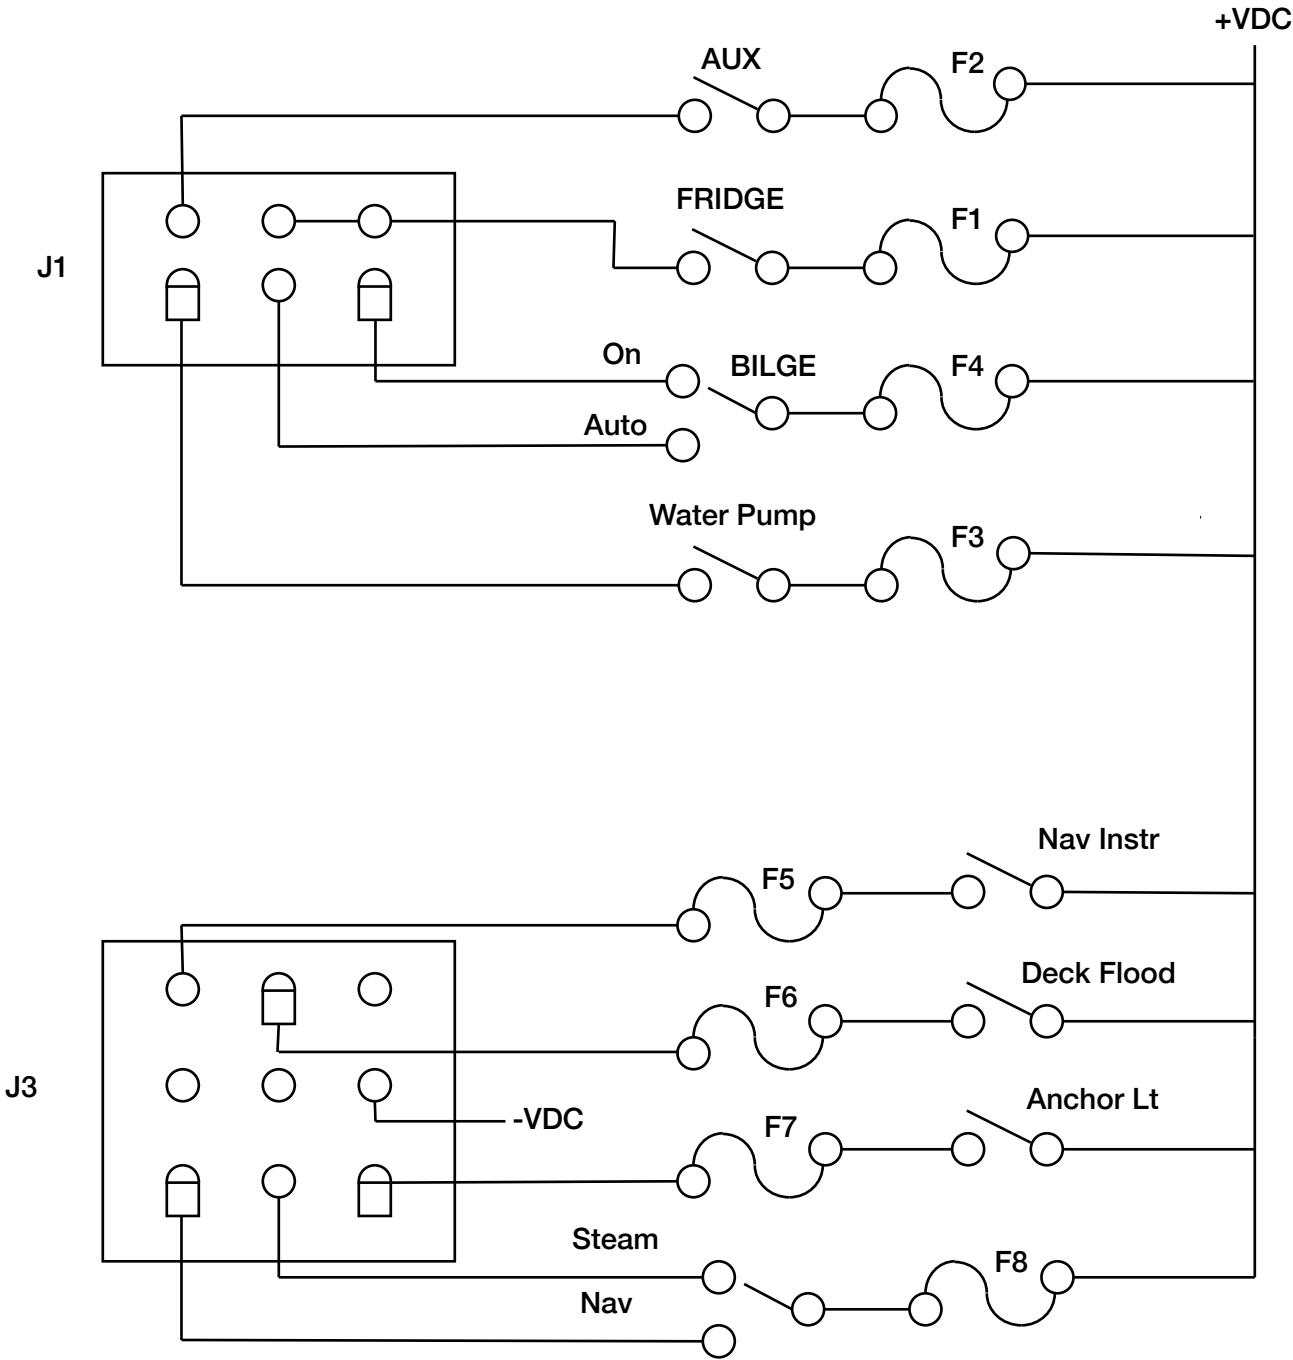 +VDC
AUX
F2
FRIDGE
F1
J1
On
BILGE
F4
Auto
Water Pump
F3
Nav Instr
F5
Deck Flood
F6
J3
Anchor Lt
-VDC
F7
Steam
F8
Nav